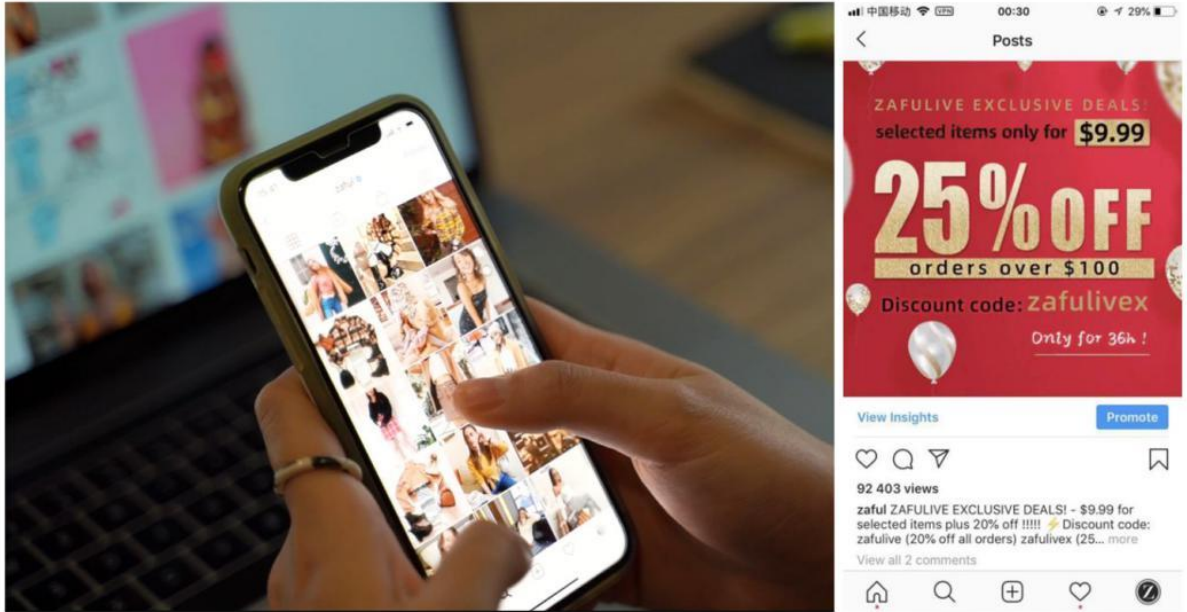 zaful
中国移动 VPN 00:30 29%
Posts
ZAFULIVE EXCLUSIVE DEALS!
selected items only for $9.99
25%OFF
orders over $100
Discount code: zafulivex
Only for 36h !
View Insights Promote
92 403 views
zaful ZAFULIVE EXCLUSIVE DEALS! - $9.99 for
selected items plus 20% off !!!!! ⚡ Discount code:
zafulive (20% off all orders) zafulivex (25... more
View all 2 comments
Z